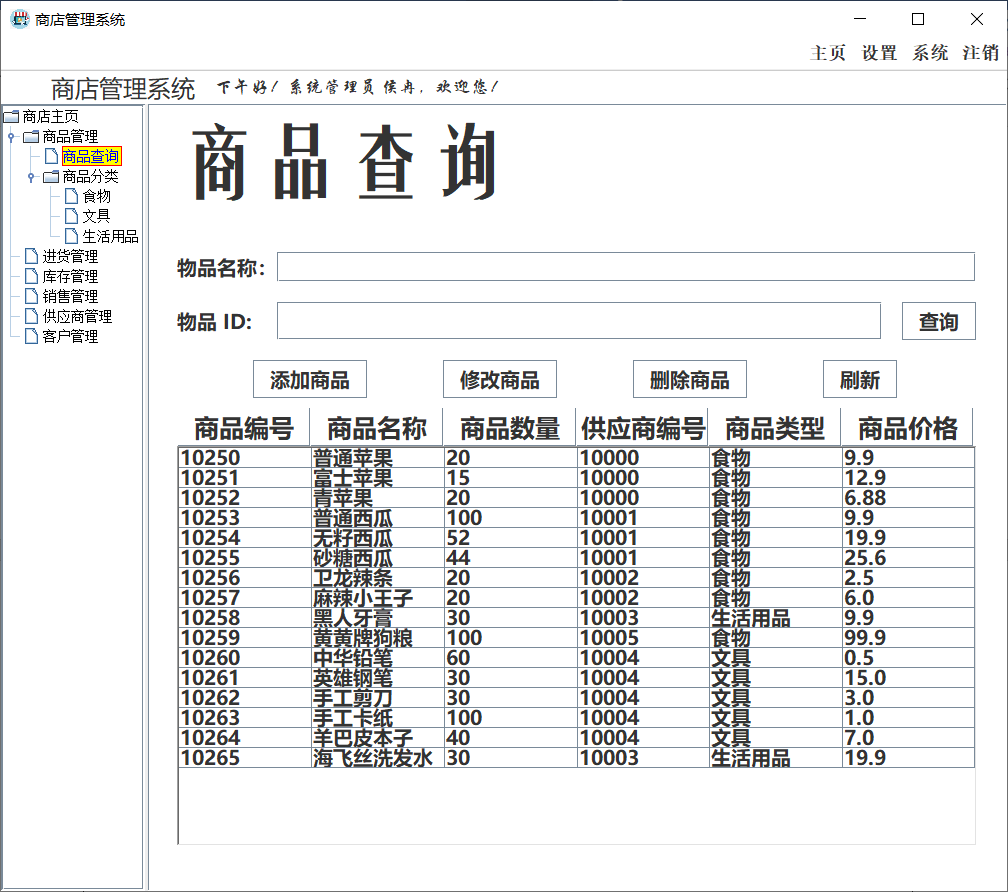 商店管理系统
主页 设置 系统 注销
商店管理系统 下午好！系统管理员侯冉，欢迎您！
商店主页
商品管理
商品查询
商品分类
食物
文具
生活用品
进货管理
库存管理
销售管理
供应商管理
客户管理
商品查询
物品名称：
物品 ID:
查询
添加商品 修改商品 删除商品 刷新
商品编号 商品名称 商品数量 供应商编号 商品类型 商品价格
10250 普通苹果 20 10000 食物 9.9
10251 富士苹果 15 10000 食物 12.9
10252 青苹果 20 10000 食物 6.88
10253 普通西瓜 100 10001 食物 9.9
10254 无籽西瓜 52 10001 食物 19.9
10255 砂糖西瓜 44 10001 食物 25.6
10256 卫龙辣条 20 10002 食物 2.5
10257 麻辣小王子 20 10002 食物 6.0
10258 黑人牙膏 30 10003 生活用品 9.9
10259 黄黄牌狗粮 100 10005 食物 99.9
10260 中华铅笔 60 10004 文具 0.5
10261 英雄钢笔 30 10004 文具 15.0
10262 手工剪刀 30 10004 文具 3.0
10263 手工卡纸 100 10004 文具 1.0
10264 羊巴皮本子 40 10004 文具 7.0
10265 海飞丝洗发水 30 10003 生活用品 19.9